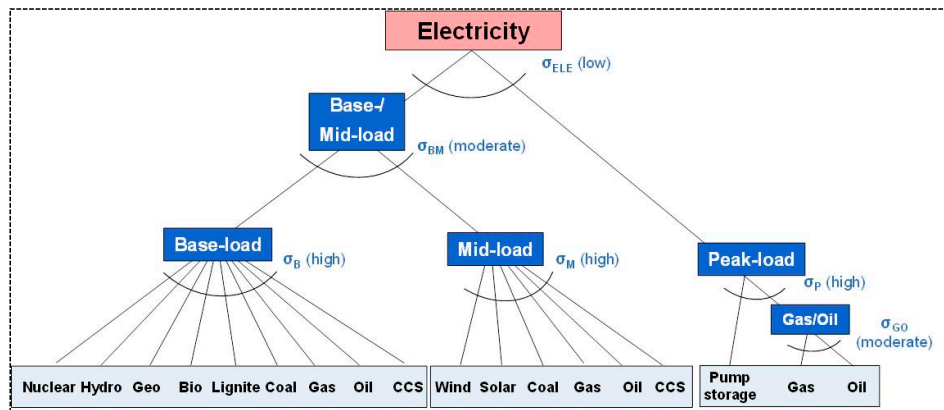 Electricity
σELE (low)
Base-/
Mid-load
σBM (moderate)
Base-load
σB (high)
Mid-load
σM (high)
Peak-load
σP (high)
Gas/Oil
σGO
(moderate)
Nuclear Hydro Geo Bio Lignite Coal Gas Oil CCS
Wind Solar Coal Gas Oil CCS
Pump
storage Gas Oil